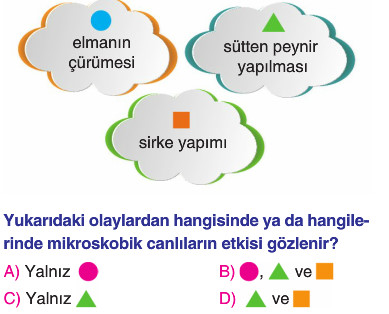 elmanın
çürümesi
sütten peynir
yapılması
sirke yapımı
Yukarıdaki olaylardan hangisinde ya da hangile-
rinde mikroskobik canlıların etkisi gözlenir?
A) Yalnız
B) , ve
C) Yalnız
D) ve